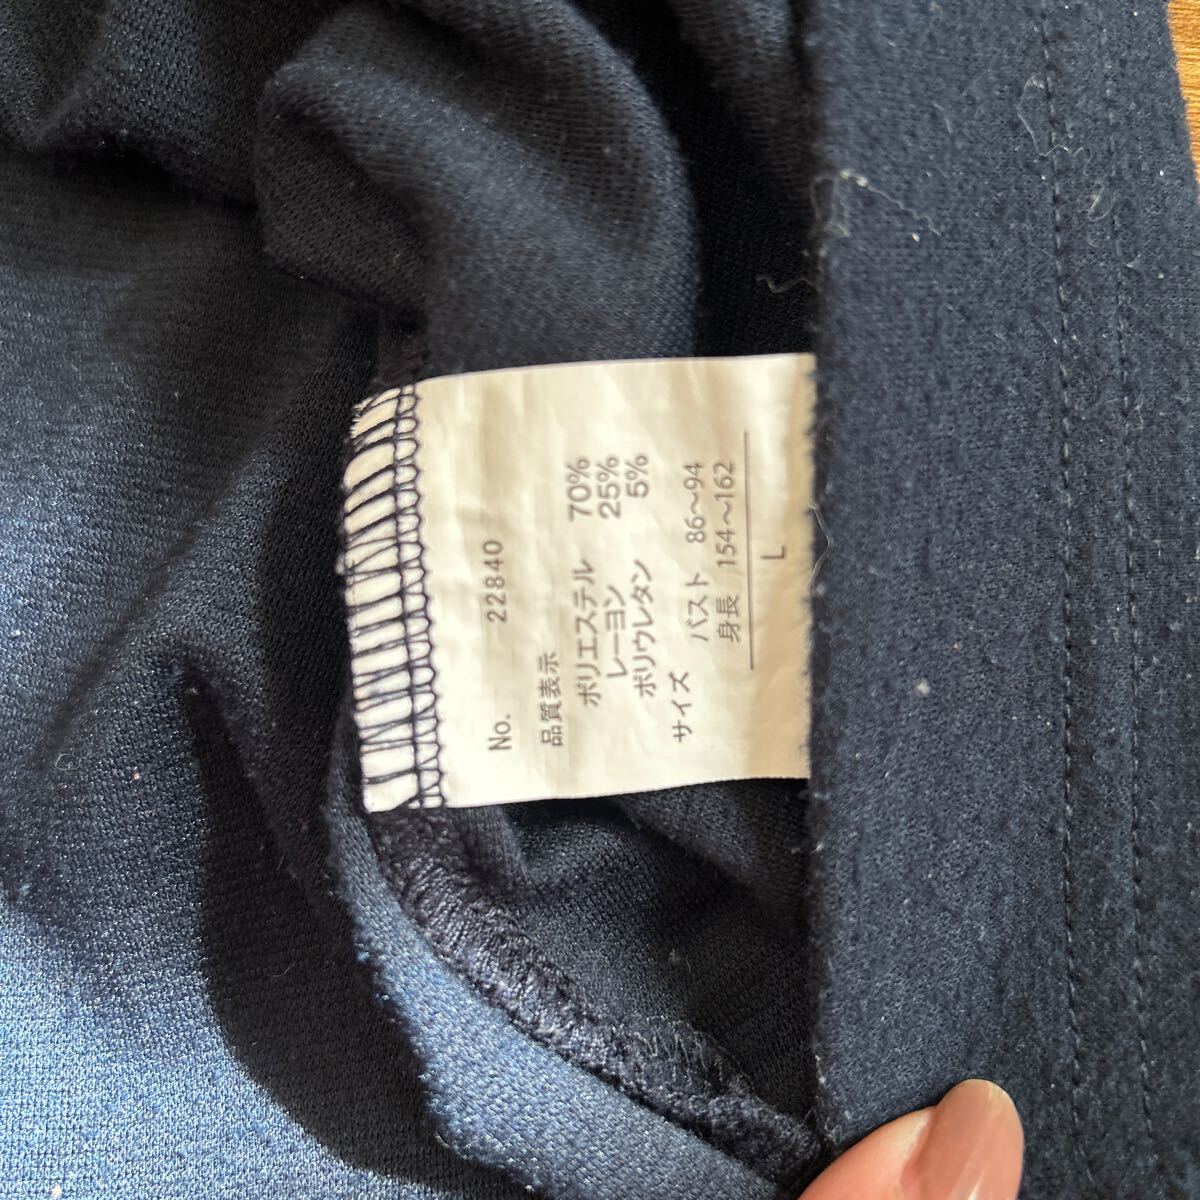 No. 22840
品質表示
ポリエステル 70%
レーヨン 25%
ポリウレタン 5%
サイズ バスト 86〜94
身長 154〜162
L